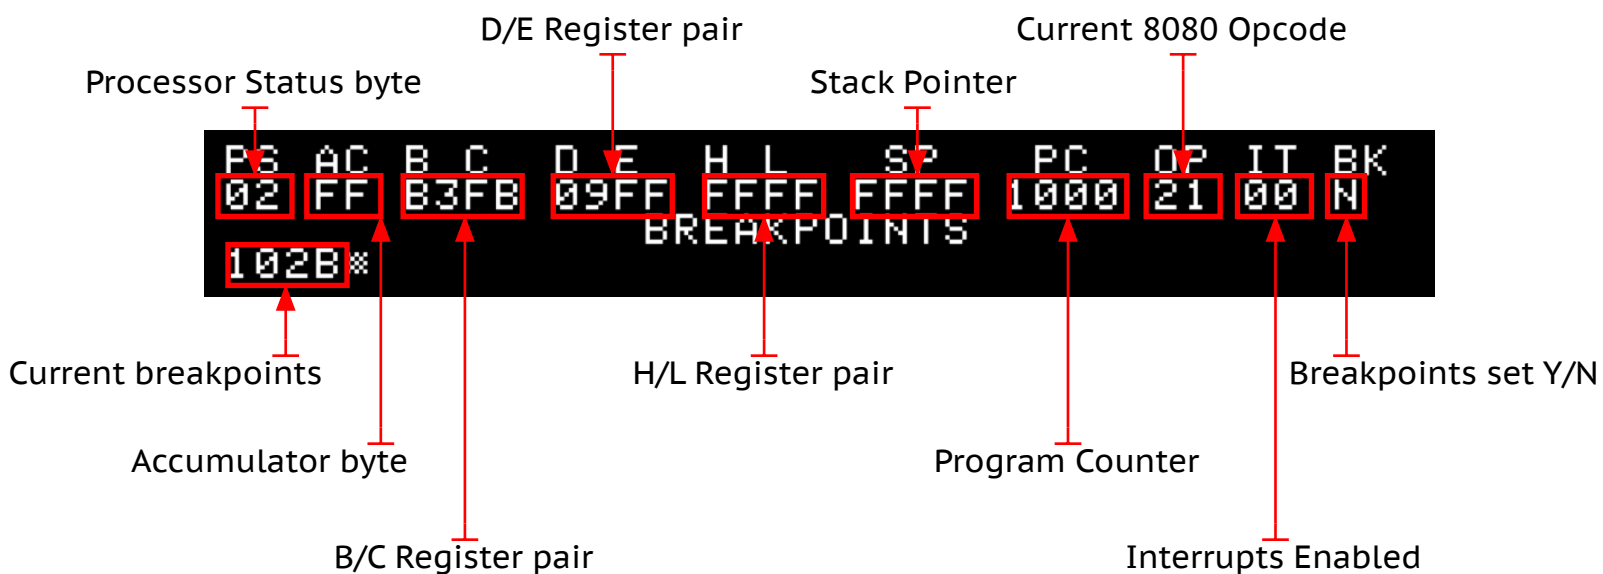 D/E Register pair
Current 8080 Opcode
Processor Status byte
Stack Pointer
PS AC B C D E H L SP PC OP IT BK
02 FF B3FB 09FF FFFF FFFF 1000 21 00 N
BREAKPOINTS
102B※
Current breakpoints
H/L Register pair
Breakpoints set Y/N
Accumulator byte
Program Counter
B/C Register pair
Interrupts Enabled